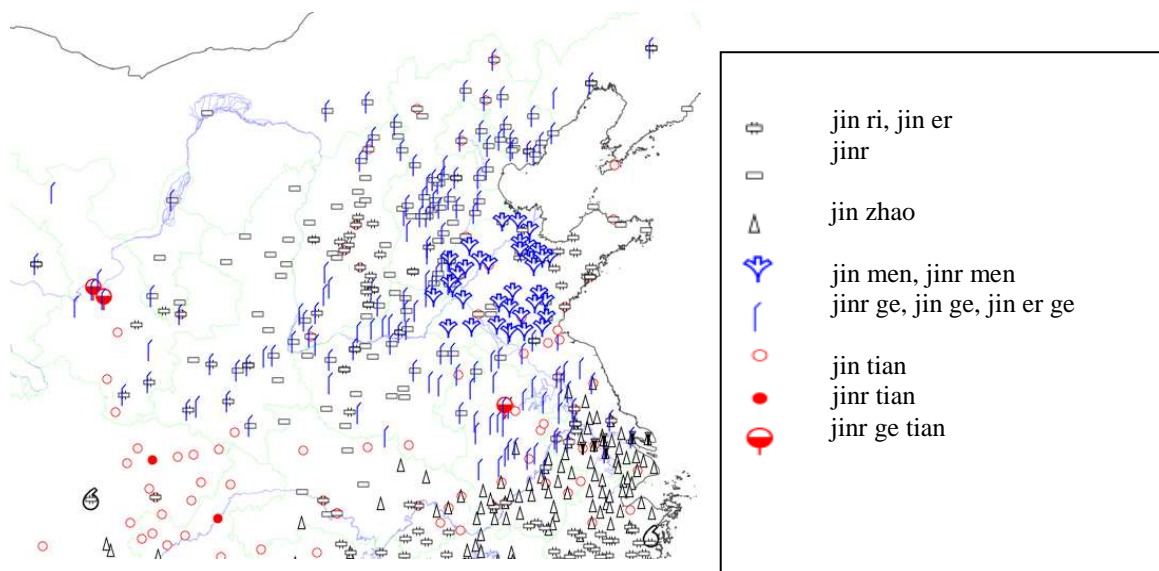 jin ri, jin er
jinr
jin zhao
jin men, jinr men
jinr ge, jin ge, jin er ge
jin tian
jinr tian
jinr ge tian